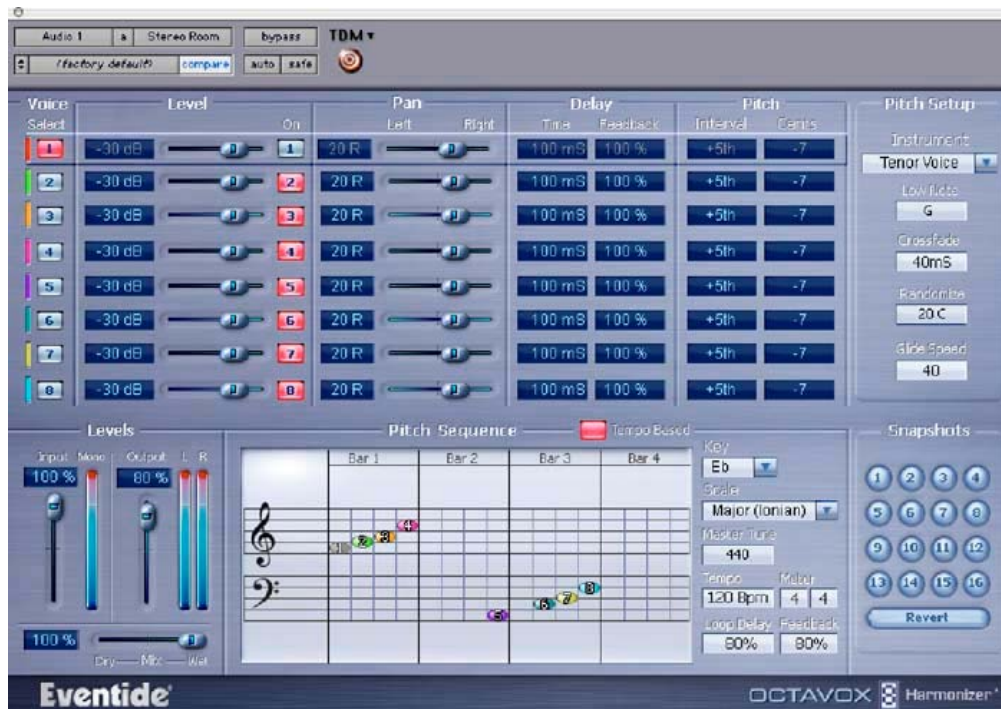 Audio 1 a Stereo Room bypass TDM
(factory default) compare auto safe
Voice Level Pan Delay Pitch Pitch Setup
Select On Left Right Time Feedback Interval Cents Instrument
1 -30 dB 1 20 R 100 mS 100 % +5th -7 Tenor Voice
2 -30 dB 2 20 R 100 mS 100 % +5th -7 Low Note
3 -30 dB 3 20 R 100 mS 100 % +5th -7 G
4 -30 dB 4 20 R 100 mS 100 % +5th -7 Crossfade
40mS
5 -30 dB 5 20 R 100 mS 100 % +5th -7 Randomize
6 -30 dB 6 20 R 100 mS 100 % +5th -7 20 C
7 -30 dB 7 20 R 100 mS 100 % +5th -7 Glide Speed
8 -30 dB 8 20 R 100 mS 100 % +5th -7 40
Levels Pitch Sequence Tempo Based Snapshots
Input Mono Output L R Bar 1 Bar 2 Bar 3 Bar 4 Key
100 % 80 % Eb 1 2 3 4
Scale
Major (Ionian) 5 6 7 8
1 2 3 4 Master Tune
440 9 10 11 12
Tempo Meter 13 14 15 16
5 6 7 8 120 Bpm 4 4 Revert
Loop Delay Feedback
100 % 80% 80%
Dry Mix Wet
Eventide OCTAVOX Harmonizer